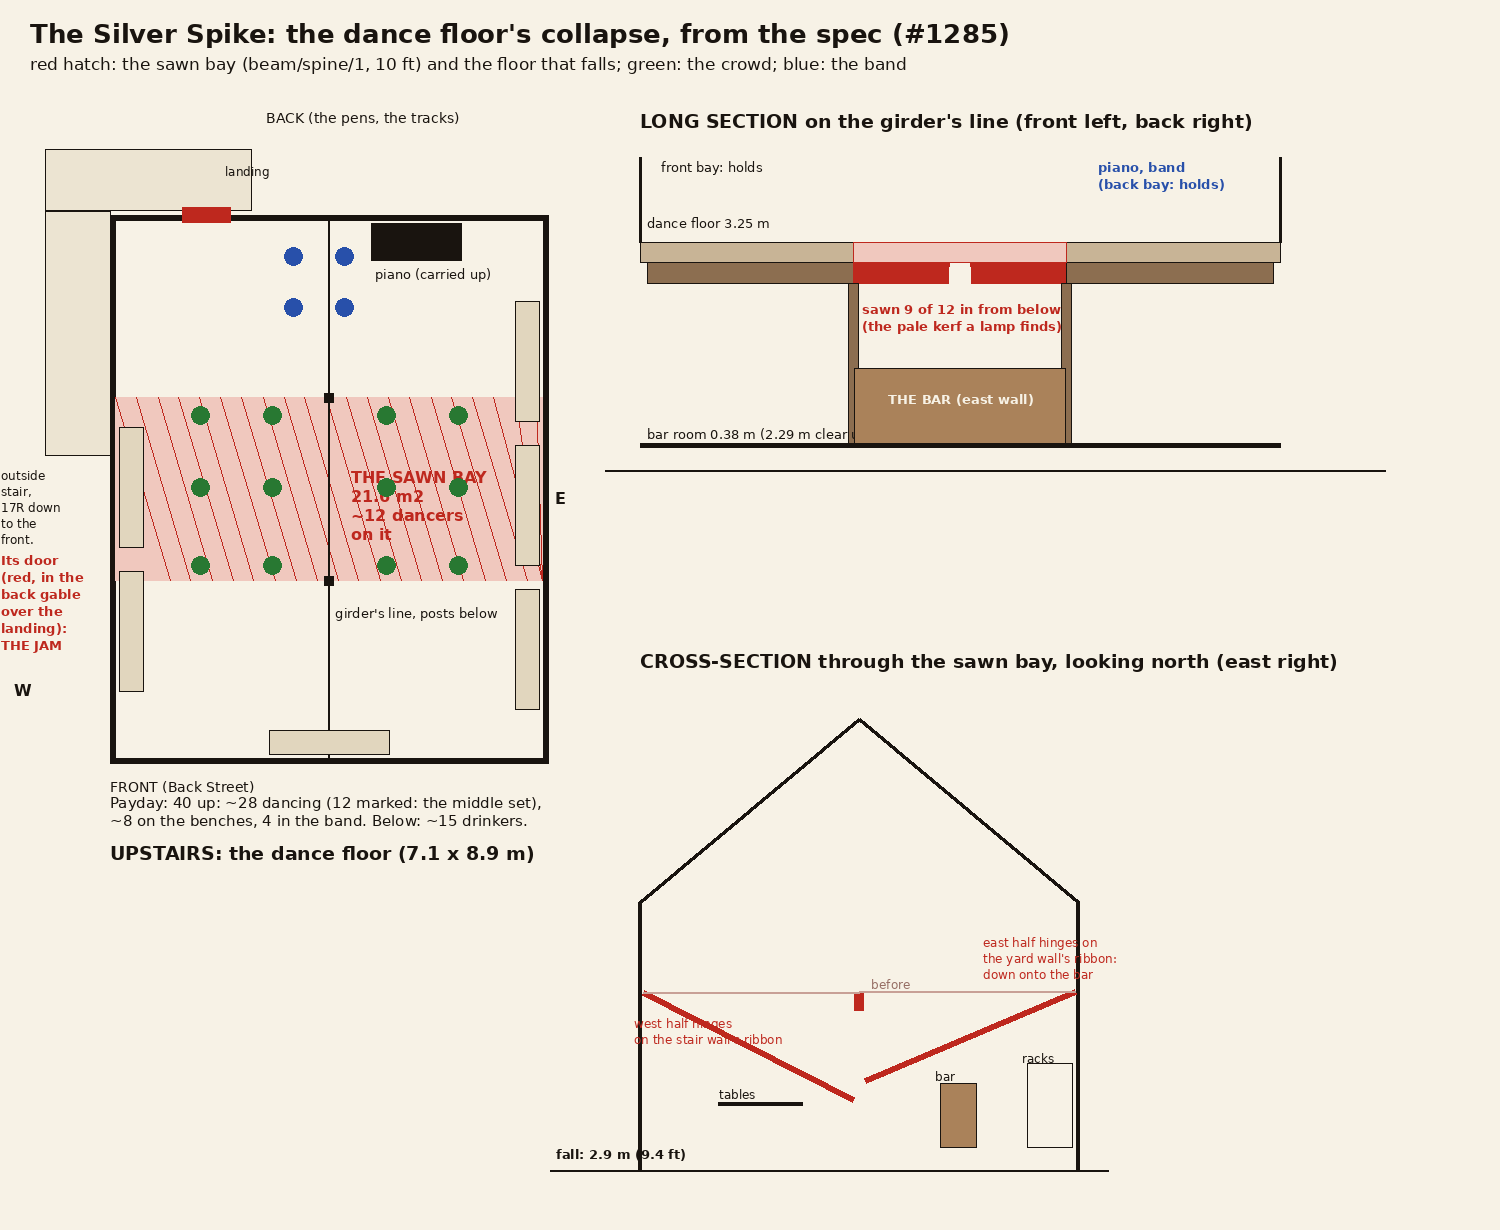 The Silver Spike: the dance floor's collapse, from the spec (#1285)
red hatch: the sawn bay (beam/spine/1, 10 ft) and the floor that falls; green: the crowd; blue: the band
BACK (the pens, the tracks)
landing
piano (carried up)
THE SAWN BAY
21.6 m2
~12 dancers
on it
girder's line, posts below
outside
stair,
17R down
to the
front.
Its door
(red, in the
back gable
over the
landing):
THE JAM
W
E
FRONT (Back Street)
Payday: 40 up: ~28 dancing (12 marked: the middle set),
~8 on the benches, 4 in the band. Below: ~15 drinkers.
UPSTAIRS: the dance floor (7.1 x 8.9 m)
LONG SECTION on the girder's line (front left, back right)
front bay: holds
piano, band
(back bay: holds)
dance floor 3.25 m
sawn 9 of 12 in from below
(the pale kerf a lamp finds)
THE BAR (east wall)
bar room 0.38 m (2.29 m clear
CROSS-SECTION through the sawn bay, looking north (east right)
east half hinges on
the yard wall's ribbon:
down onto the bar
before
west half hinges
on the stair wall's ribbon
racks
bar
tables
fall: 2.9 m (9.4 ft)